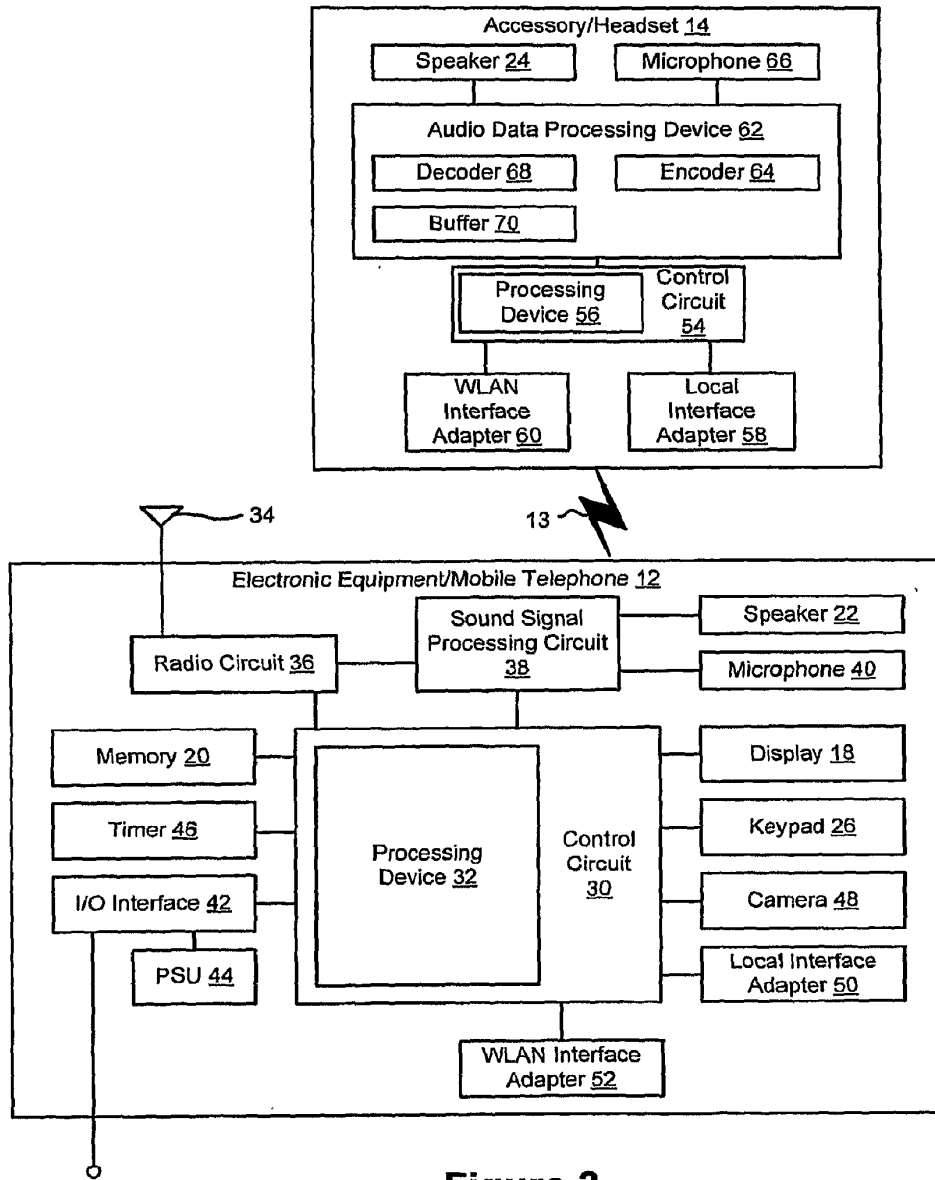 Accessory/Headset 14
Speaker 24
Microphone 66
Audio Data Processing Device 62
Decoder 68
Encoder 64
Buffer 70
Processing
Device 56
Control
Circuit
54
WLAN
Interface
Adapter 60
Local
Interface
Adapter 58
34
13
Electronic Equipment/Mobile Telephone 12
Radio Circuit 36
Sound Signal
Processing Circuit
38
Speaker 22
Microphone 40
Memory 20
Timer 46
I/O Interface 42
PSU 44
Processing
Device 32
Control
Circuit
30
Display 18
Keypad 26
Camera 48
Local Interface
Adapter 50
WLAN Interface
Adapter 52